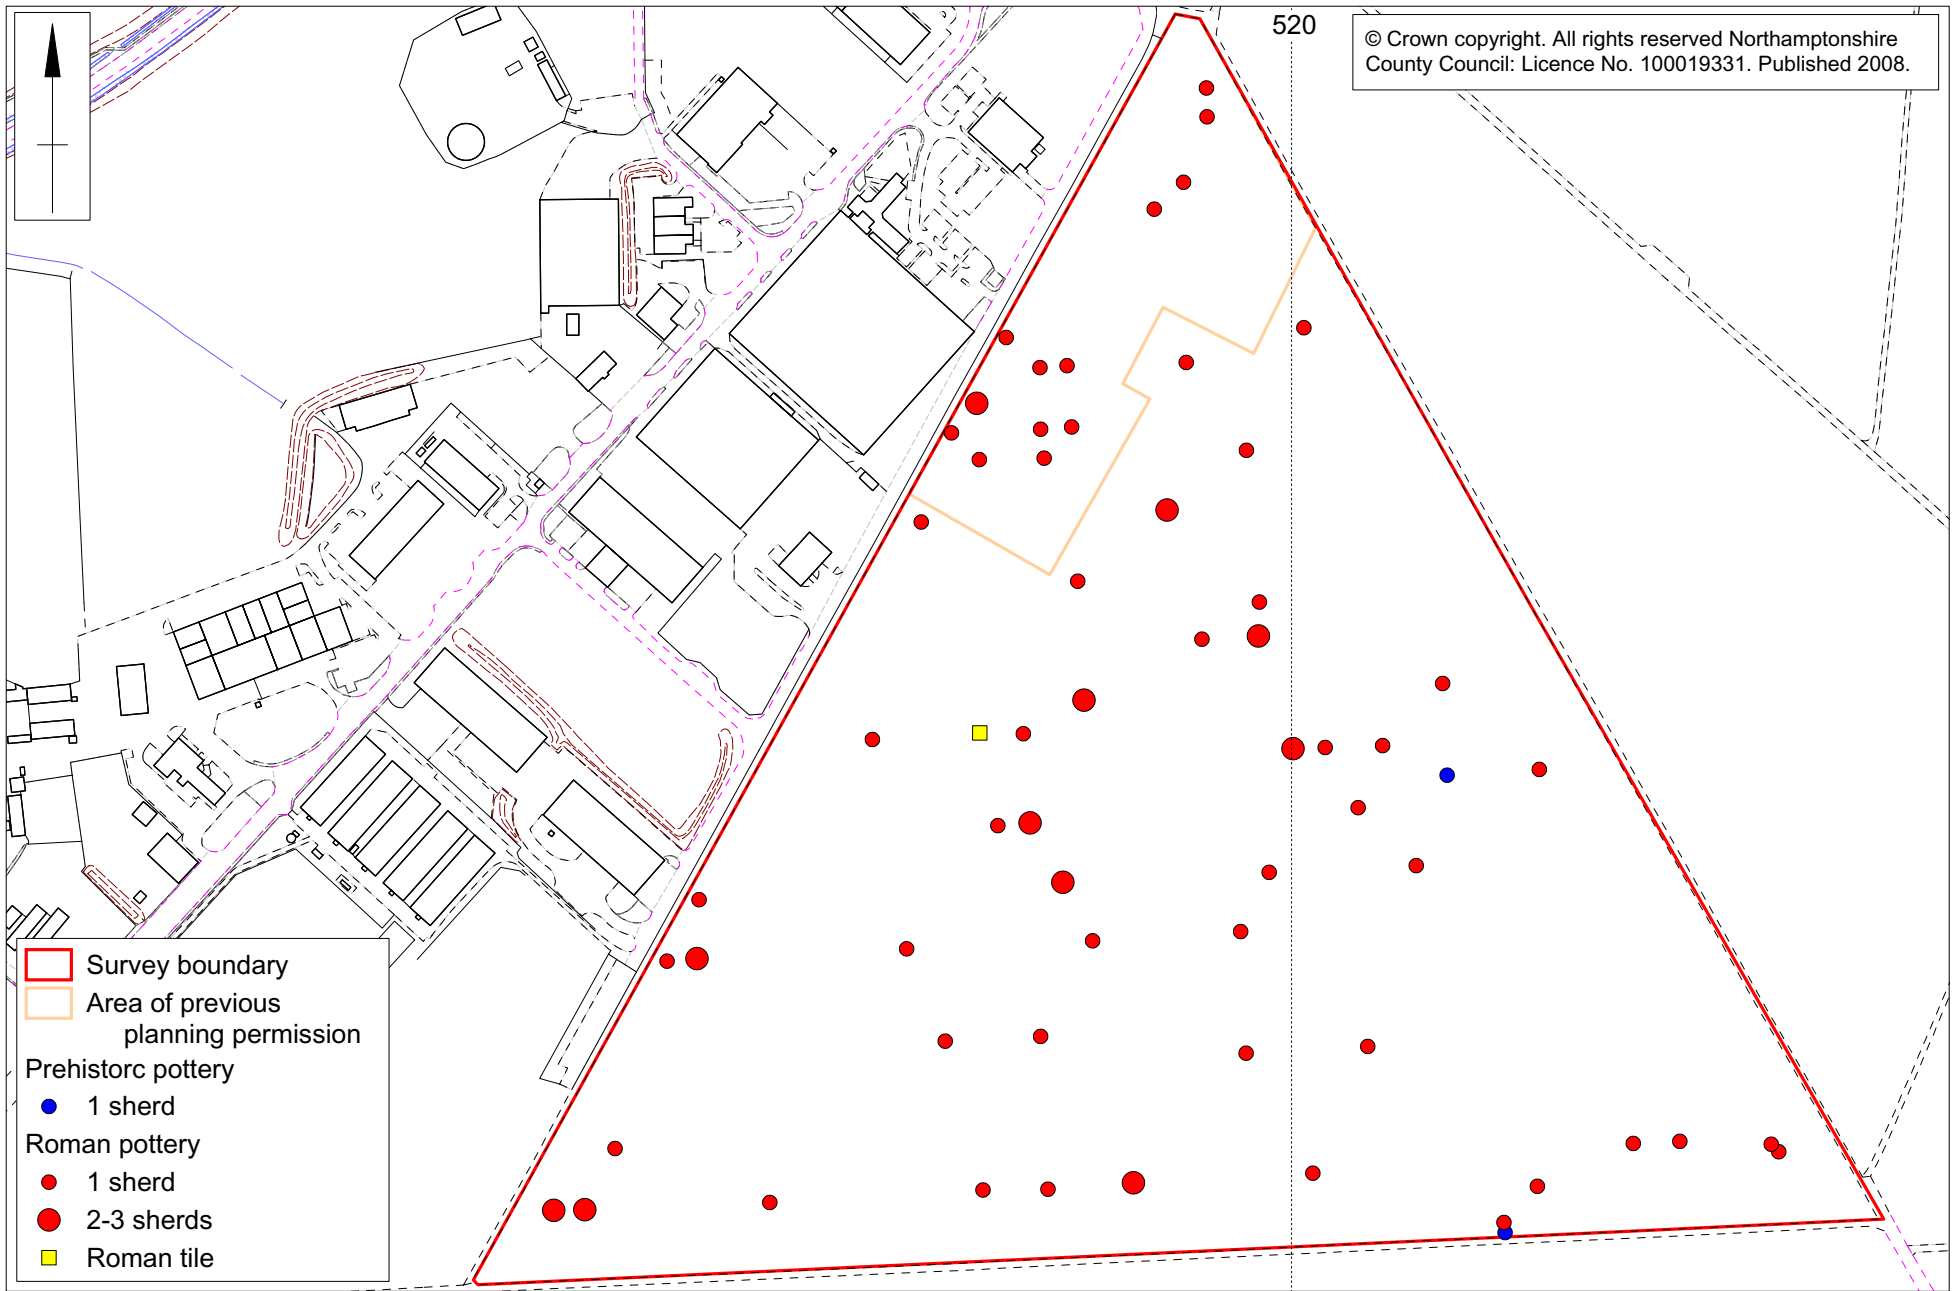 520
© Crown copyright. All rights reserved Northamptonshire
County Council: Licence No. 100019331. Published 2008.
Survey boundary
Area of previous
planning permission
Prehistorc pottery
1 sherd
Roman pottery
1 sherd
2-3 sherds
Roman tile